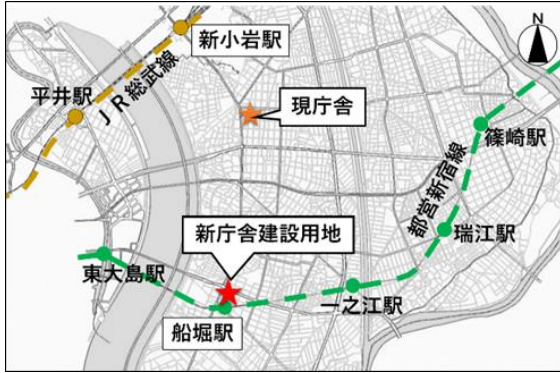 新小岩駅
N
平井駅
JR総武線
現庁舎
篠崎駅
都営新宿線
新庁舎建設用地
瑞江駅
東大島駅
一之江駅
船堀駅